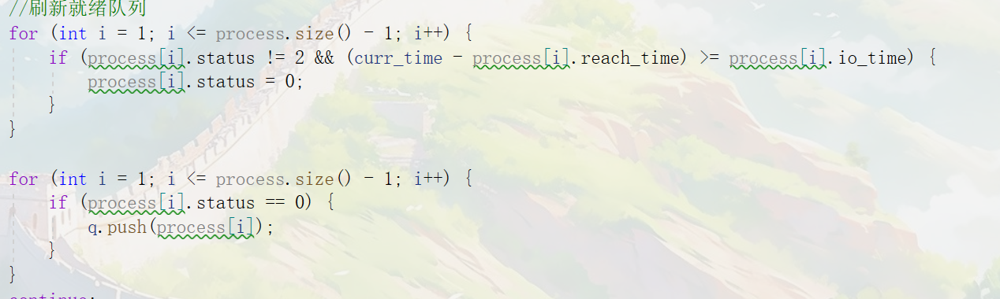 //刷新就绪队列
for (int i = 1; i <= process.size() - 1; i++) {
    if (process[i].status != 2 && (curr_time - process[i].reach_time) >= process[i].io_time) {
        process[i].status = 0;
    }
}

for (int i = 1; i <= process.size() - 1; i++) {
    if (process[i].status == 0) {
        q.push(process[i]);
    }
}
continue;